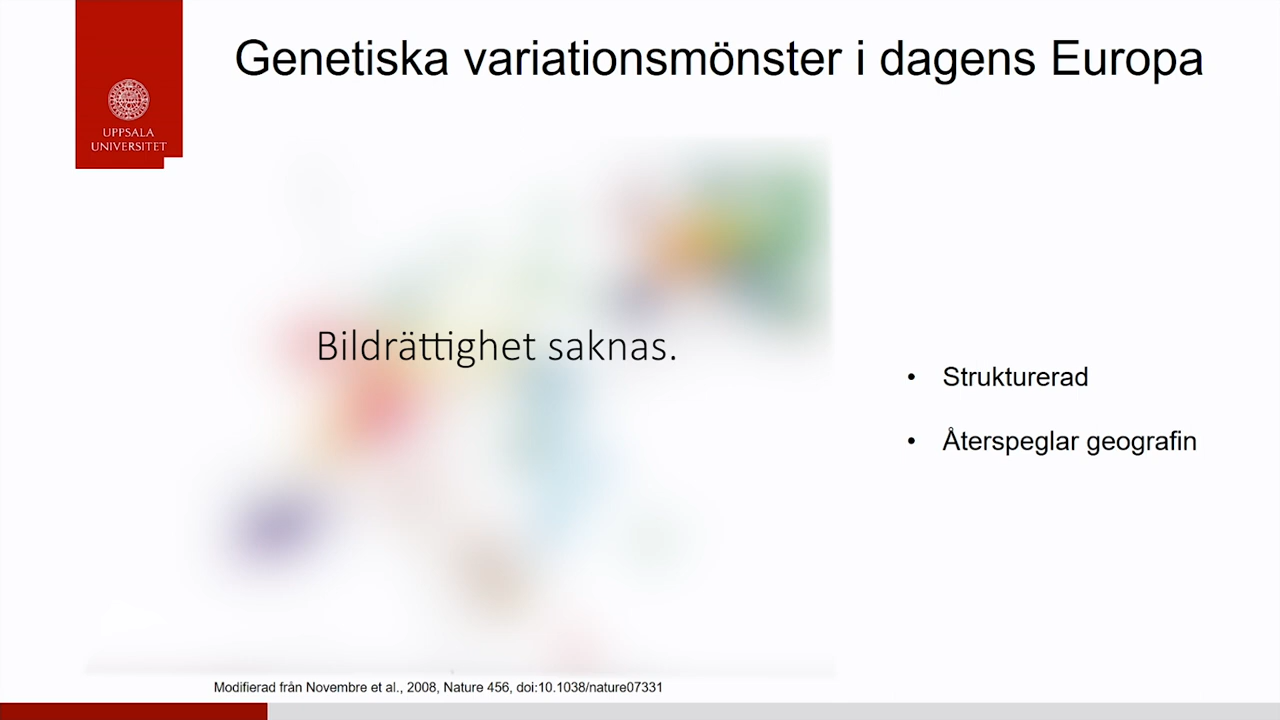 Genetiska variationsmönster i dagens Europa
UPPSALA
UNIVERSITET
Bildrättighet saknas.
• Strukturerad
• Återspeglar geografin
Modifierad från Novembre et al., 2008, Nature 456, doi:10.1038/nature07331